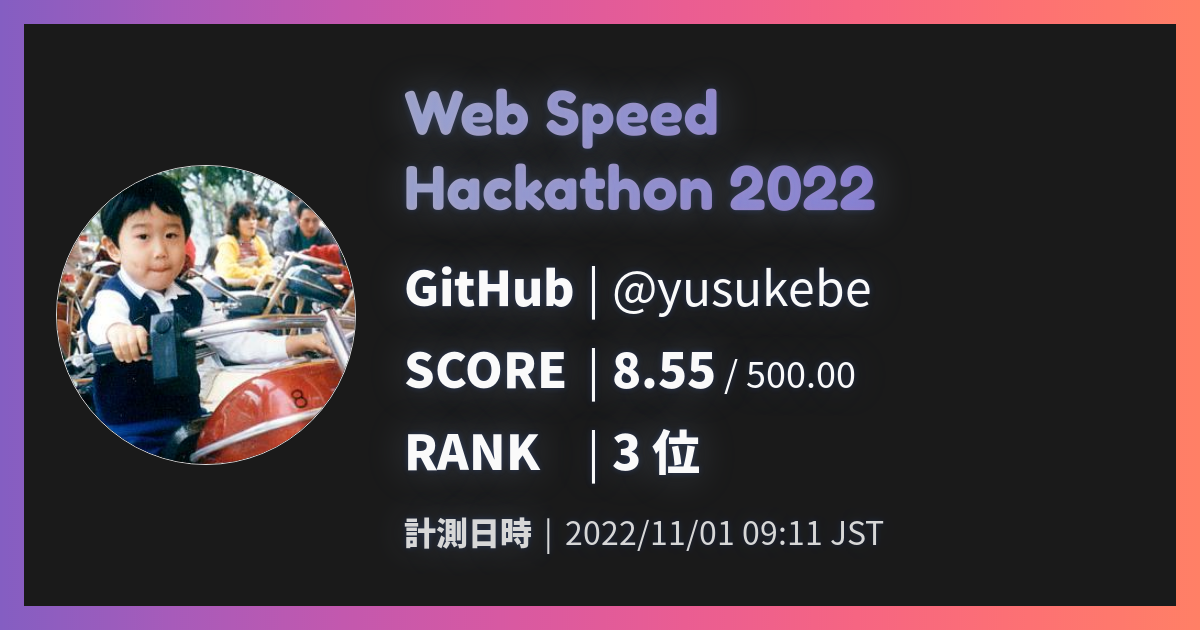 Web Speed
Hackathon 2022
GitHub | @yusukebe
SCORE | 8.55 / 500.00
RANK | 3 位
計測日時 | 2022/11/01 09:11 JST
8